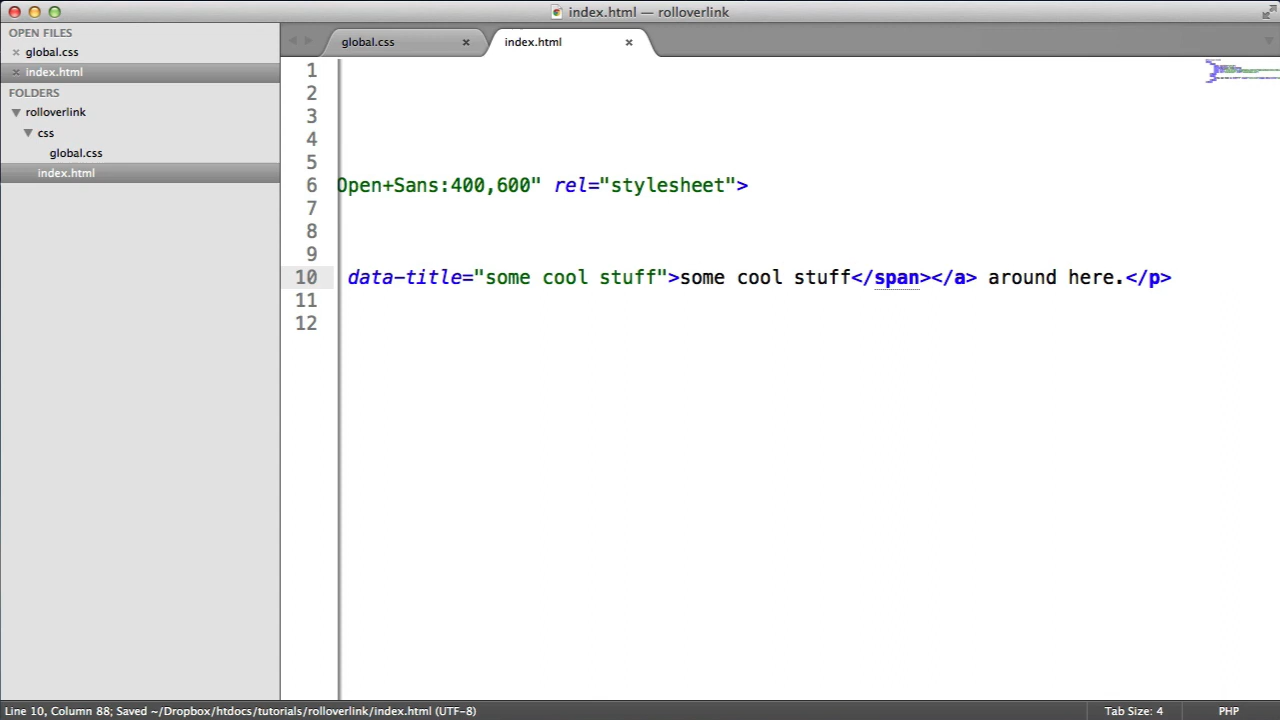 index.html — rolloverlink
OPEN FILES
global.css
index.html
FOLDERS
rolloverlink
css
global.css
index.html
global.css
index.html
1
2
3
4
5
6 Open+Sans:400,600" rel="stylesheet">
7
8
9
10 data-title="some cool stuff">some cool stuff</span></a> around here.</p>
11
12
Line 10, Column 88; Saved ~/Dropbox/htdocs/tutorials/rolloverlink/index.html (UTF-8)
Tab Size: 4
PHP